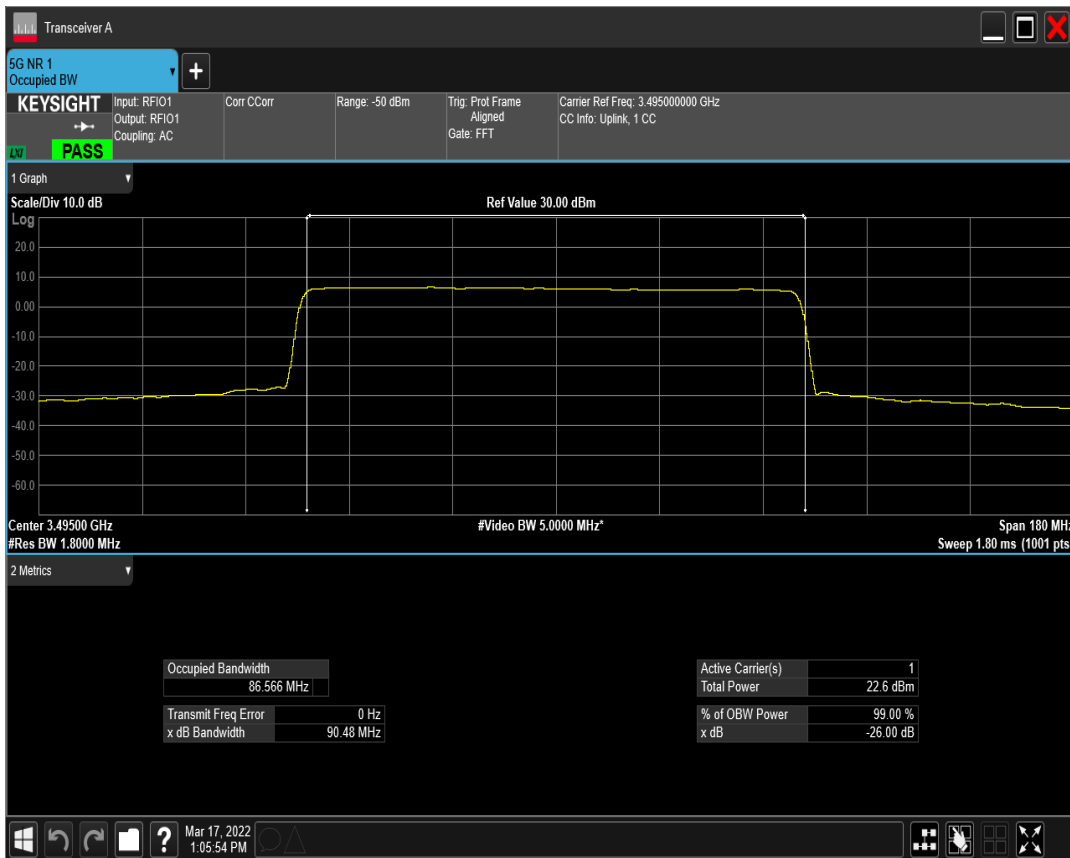 Transceiver A
5G NR 1
Occupied BW
KEYSIGHT
LXI
PASS
Input: RFIO1
Output: RFIO1
Coupling: AC
Corr CCorr
Range: -50 dBm
Trig: Prot Frame
Aligned
Gate: FFT
Carrier Ref Freq: 3.495000000 GHz
CC Info: Uplink, 1 CC
1 Graph
Scale/Div 10.0 dB
Ref Value 30.00 dBm
Log
20.0
10.0
0.00
-10.0
-20.0
-30.0
-40.0
-50.0
-60.0
Center 3.49500 GHz
#Video BW 5.0000 MHz*
Span 180 MHz
#Res BW 1.8000 MHz
Sweep 1.80 ms (1001 pts
2 Metrics
Occupied Bandwidth
86.566 MHz
Transmit Freq Error 0 Hz
x dB Bandwidth 90.48 MHz
Active Carrier(s) 1
Total Power 22.6 dBm
% of OBW Power 99.00 %
x dB -26.00 dB
?
Mar 17, 2022
1:05:54 PM